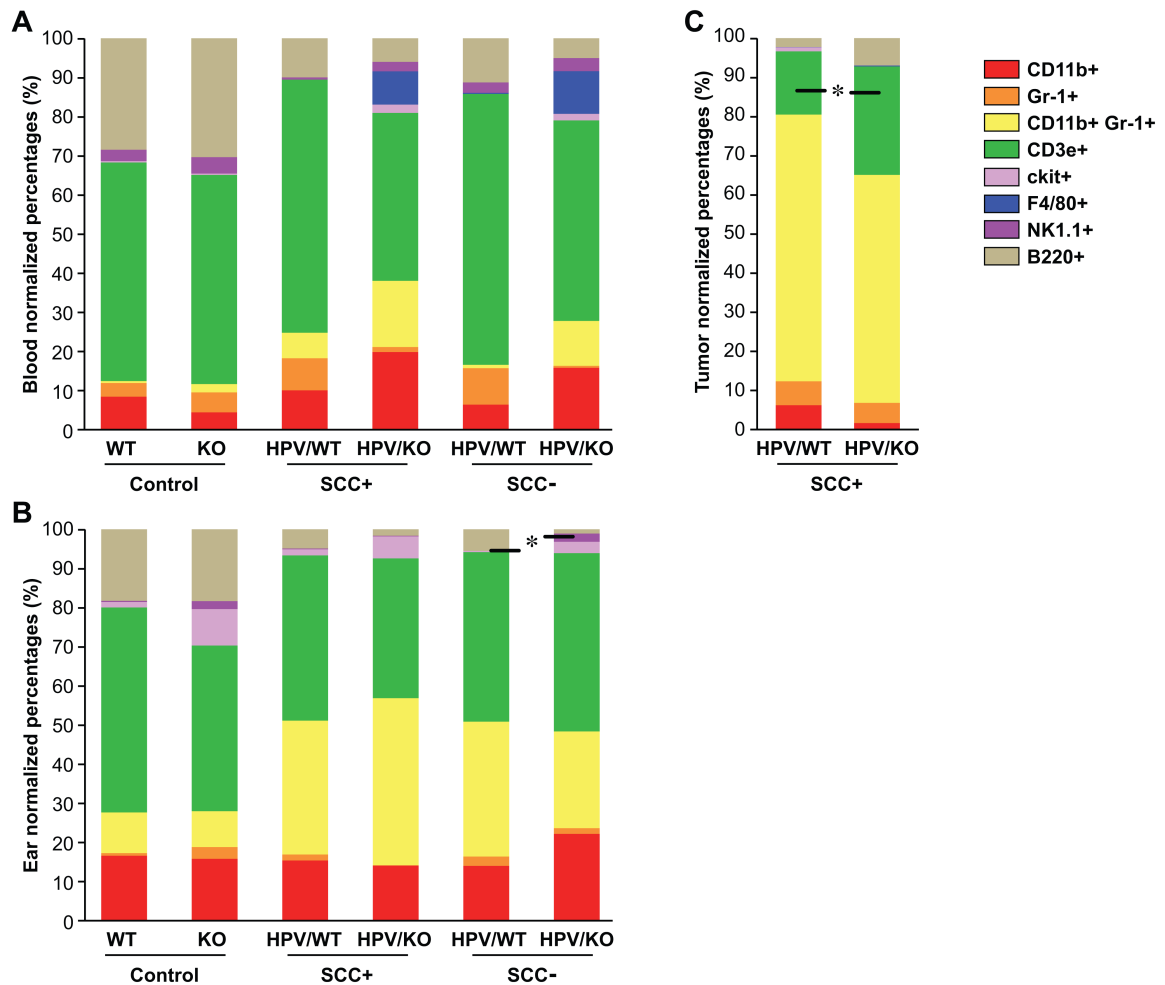 A
Blood normalized percentages (%)
100
90
80
70
60
50
40
30
20
10
0
WT KO HPV/WT HPV/KO HPV/WT HPV/KO
Control SCC+ SCC-
C
Tumor normalized percentages (%)
100
90
80
70
60
50
40
30
20
10
0
*
HPV/WT HPV/KO
SCC+
CD11b+
Gr-1+
CD11b+ Gr-1+
CD3e+
ckit+
F4/80+
NK1.1+
B220+
B
Ear normalized percentages (%)
100
90
80
70
60
50
40
30
20
10
0
*
WT KO HPV/WT HPV/KO HPV/WT HPV/KO
Control SCC+ SCC-